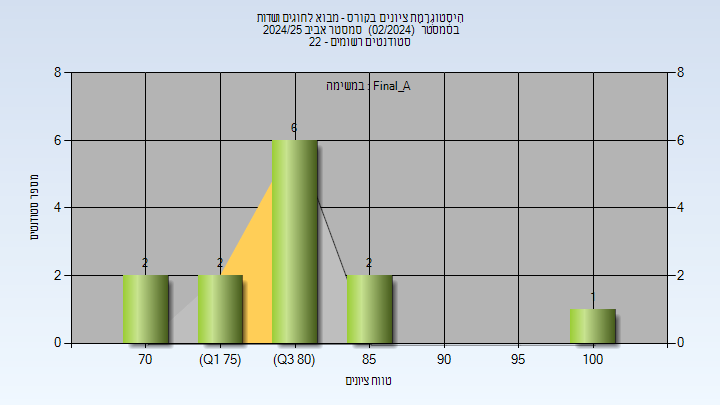 היסטוגרמת ציונים בקורס - מבוא לחוגים ושדות
בסמסטר (02/2024) סמסטר אביב 2024/25
סטודנטים רשומים - 22
במשימה : Final_A
8
6
4
2
0
8
6
4
2
0
מספר סטודנטים
2
2
6
2
1
70
(Q1 75)
(Q3 80)
85
90
95
100
טווח ציונים